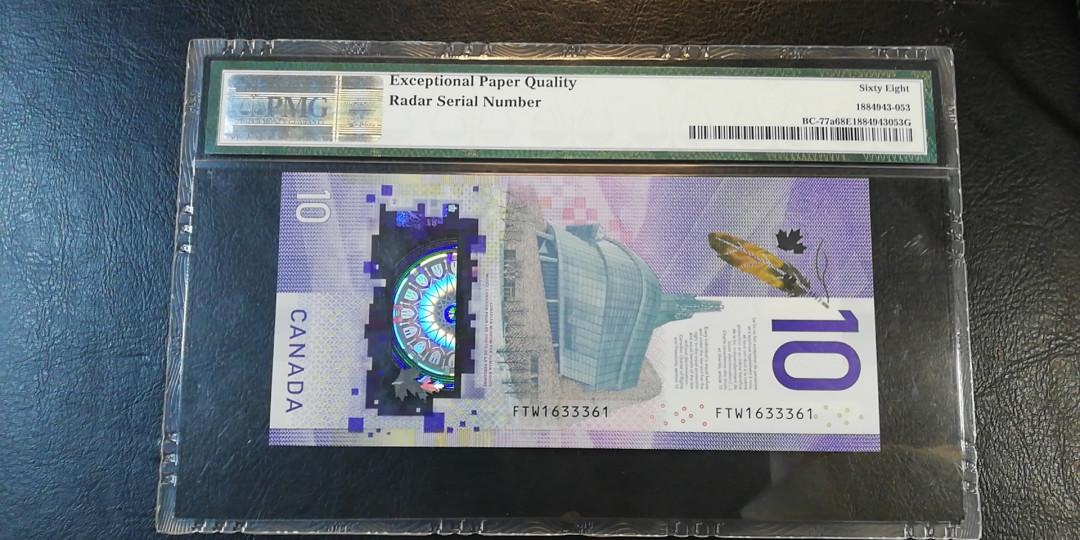 PMG
Exceptional Paper Quality
Radar Serial Number
Sixty Eight
1884943-053
BC-77a68E1884943053G
10
CANADA
10
FTW1633361
FTW1633361